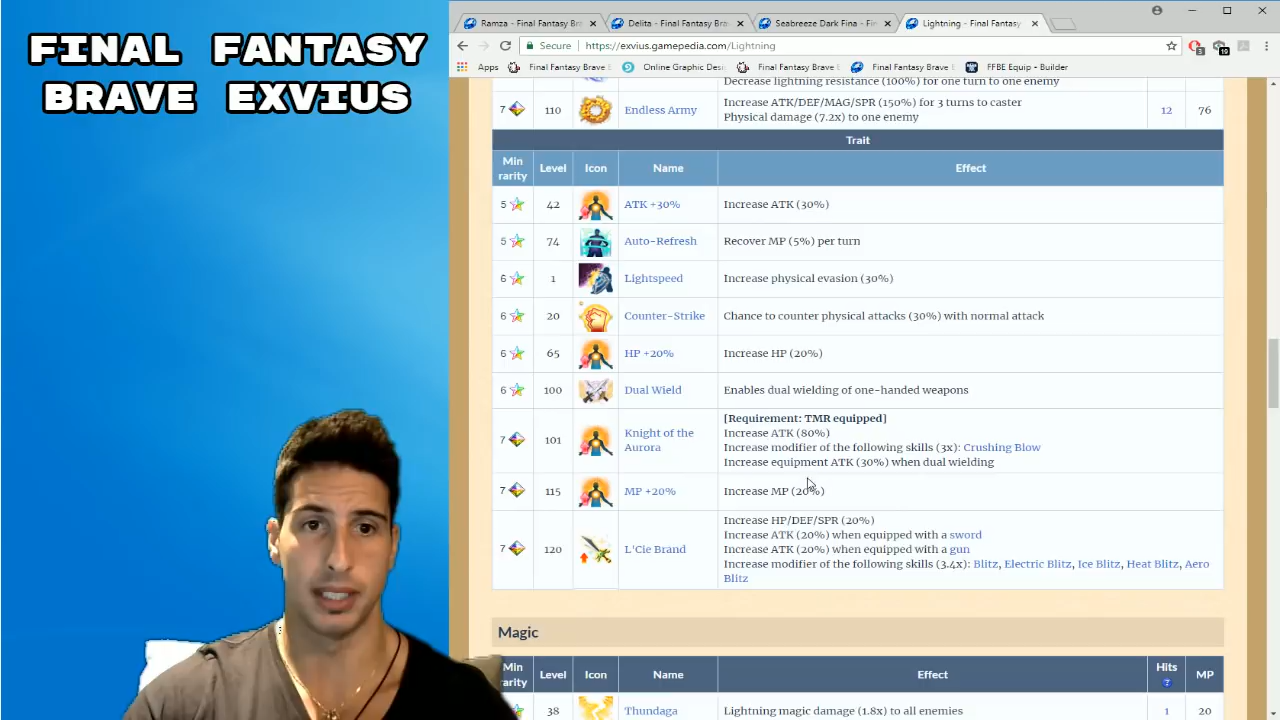 FINAL FANTASY
BRAVE EXVIUS
Ramza - Final Fantasy Bra
Delita - Final Fantasy Bra
Seabreeze Dark Fina - Fin
Lightning - Final Fantasy
Secure
https://exvius.gamepedia.com/Lightning
Apps
Final Fantasy Brave E
Online Graphic Desi
Final Fantasy Brave E
Final Fantasy Brave E
FFBE Equip - Builder
Decrease lightning resistance (100%) for one turn to one enemy
7 110 Endless Army Increase ATK/DEF/MAG/SPR (150%) for 3 turns to caster 12 76
Physical damage (7.2x) to one enemy
Trait
Min rarity Level Icon Name Effect
5 42 ATK +30% Increase ATK (30%)
5 74 Auto-Refresh Recover MP (5%) per turn
6 1 Lightspeed Increase physical evasion (30%)
6 20 Counter-Strike Chance to counter physical attacks (30%) with normal attack
6 65 HP +20% Increase HP (20%)
6 100 Dual Wield Enables dual wielding of one-handed weapons
7 101 Knight of the Aurora [Requirement: TMR equipped]
Increase ATK (80%)
Increase modifier of the following skills (3x): Crushing Blow
Increase equipment ATK (30%) when dual wielding
7 115 MP +20% Increase MP (20%)
7 120 L'Cie Brand Increase HP/DEF/SPR (20%)
Increase ATK (20%) when equipped with a sword
Increase ATK (20%) when equipped with a gun
Increase modifier of the following skills (3.4x): Blitz, Electric Blitz, Ice Blitz, Heat Blitz, Aero
Blitz
Magic
Min rarity Level Icon Name Effect Hits ? MP
38 Thundaga Lightning magic damage (1.8x) to all enemies 1 20